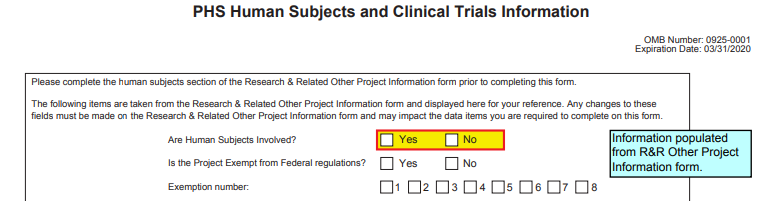 PHS Human Subjects and Clinical Trials Information
OMB Number: 0925-0001
Expiration Date: 03/31/2020
Please complete the human subjects section of the Research & Related Other Project Information form prior to completing this form.
The following items are taken from the Research & Related Other Project Information form and displayed here for your reference. Any changes to these
fields must be made on the Research & Related Other Project Information form and may impact the data items you are required to complete on this form.
Are Human Subjects Involved? Yes No
Information populated
from R&R Other Project
Information form.
Is the Project Exempt from Federal regulations? Yes No
Exemption number: 1 2 3 4 5 6 7 8